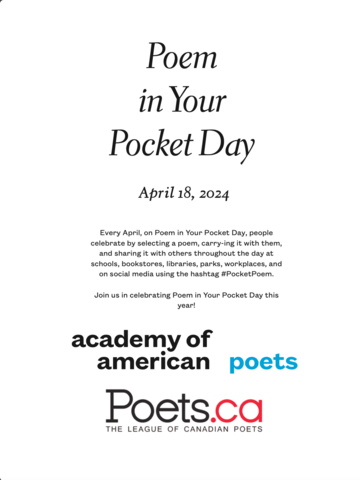 Poem
in Your
Pocket Day
April 18, 2024
Every April, on Poem in Your Pocket Day, people
celebrate by selecting a poem, carry-ing it with them,
and sharing it with others throughout the day at
schools, bookstores, libraries, parks, workplaces, and
on social media using the hashtag #PocketPoem.
Join us in celebrating Poem in Your Pocket Day this
year!
academy of
american poets
Poets.ca
THE LEAGUE OF CANADIAN POETS